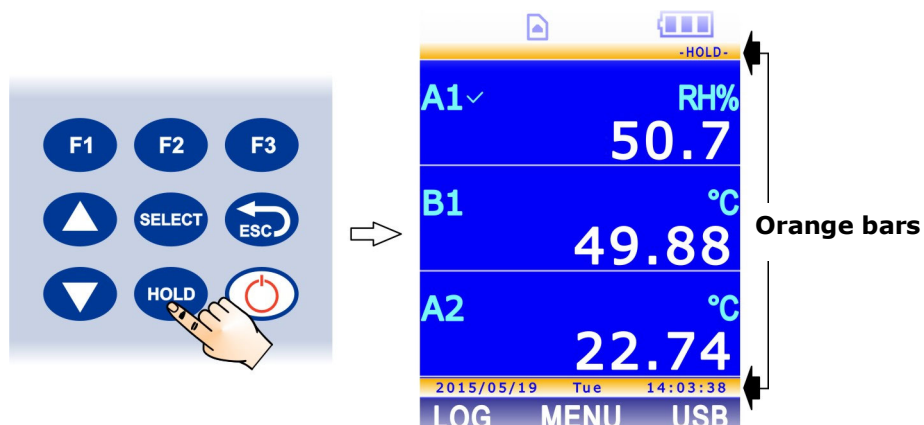 F1 F2 F3
SELECT
ESC
HOLD
-HOLD-
A1✓ RH%
50.7
B1 °C
49.88
A2 °C
22.74
2015/05/19 Tue 14:03:38
LOG MENU USB
Orange bars